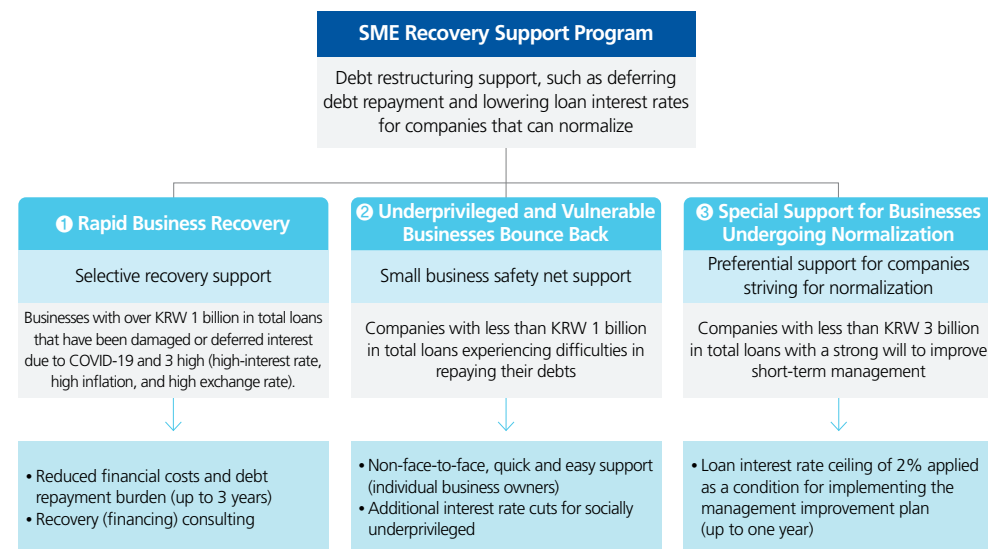 SME Recovery Support Program
Debt restructuring support, such as deferring
debt repayment and lowering loan interest rates
for companies that can normalize
❶ Rapid Business Recovery
Selective recovery support
Businesses with over KRW 1 billion in total loans
that have been damaged or deferred interest
due to COVID-19 and 3 high (high-interest rate,
high inflation, and high exchange rate).
• Reduced financial costs and debt
repayment burden (up to 3 years)
• Recovery (financing) consulting
❷ Underprivileged and Vulnerable
Businesses Bounce Back
Small business safety net support
Companies with less than KRW 1 billion
in total loans experiencing difficulties in
repaying their debts
• Non-face-to-face, quick and easy support
(individual business owners)
• Additional interest rate cuts for socially
underprivileged
❸ Special Support for Businesses
Undergoing Normalization
Preferential support for companies
striving for normalization
Companies with less than KRW 3 billion
in total loans with a strong will to improve
short-term management
• Loan interest rate ceiling of 2% applied
as a condition for implementing the
management improvement plan
(up to one year)